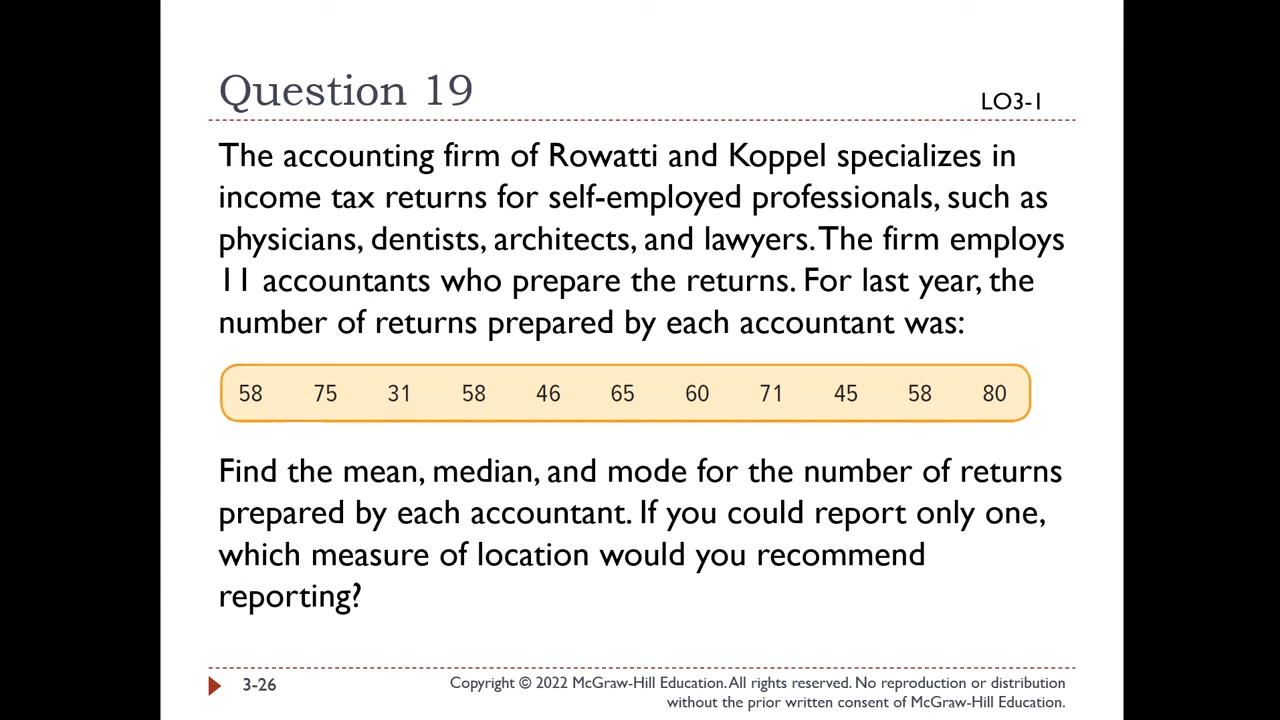 Question 19
LO3-1
The accounting firm of Rowatti and Koppel specializes in
income tax returns for self-employed professionals, such as
physicians, dentists, architects, and lawyers. The firm employs
11 accountants who prepare the returns. For last year, the
number of returns prepared by each accountant was:
58 75 31 58 46 65 60 71 45 58 80
Find the mean, median, and mode for the number of returns
prepared by each accountant. If you could report only one,
which measure of location would you recommend
reporting?
3-26
Copyright © 2022 McGraw-Hill Education. All rights reserved. No reproduction or distribution
without the prior written consent of McGraw-Hill Education.